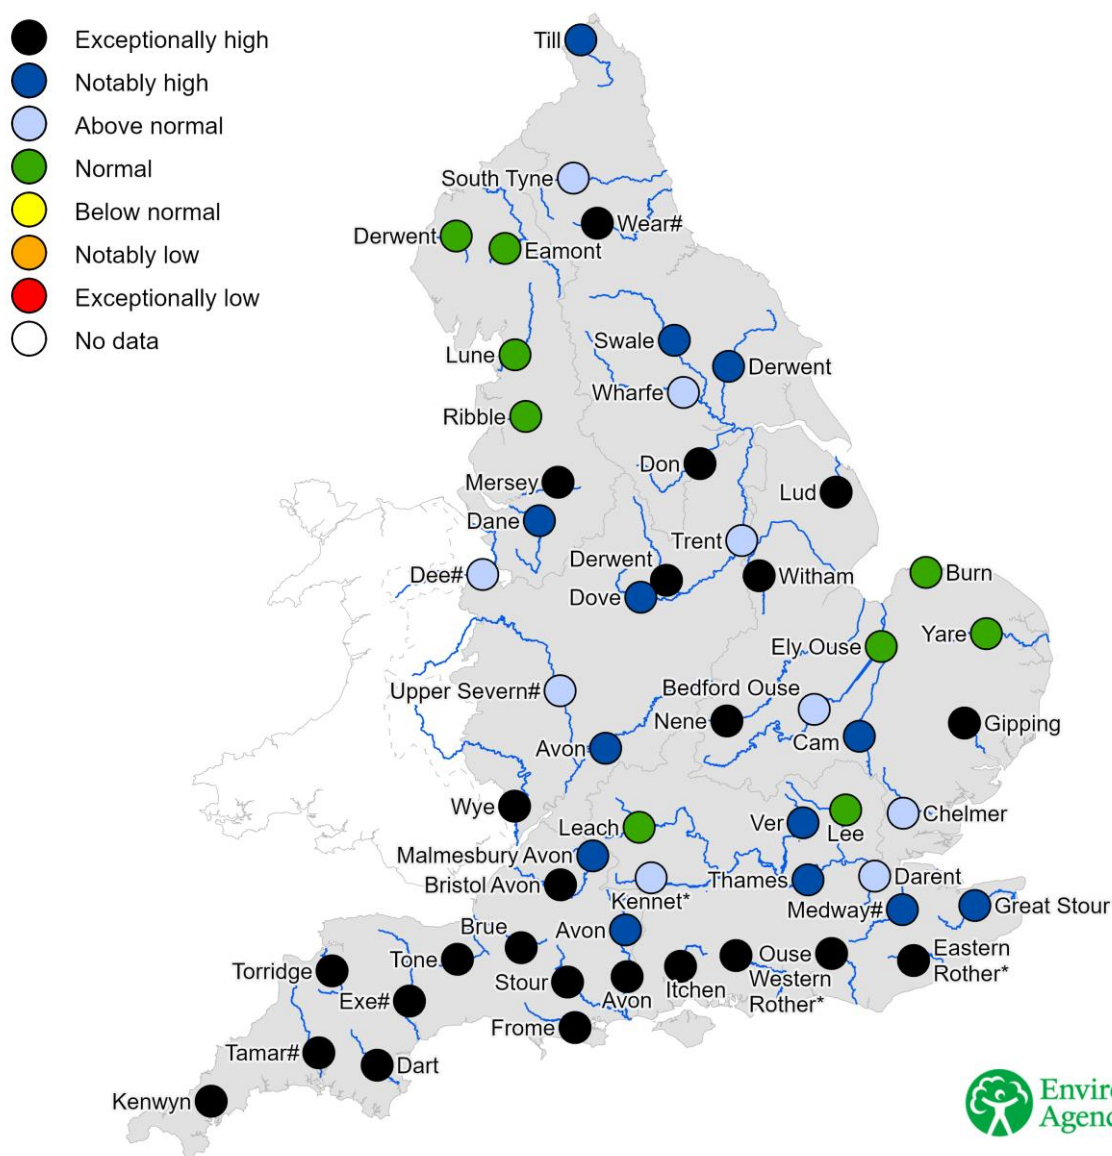 Exceptionally high
Notably high
Above normal
Normal
Below normal
Notably low
Exceptionally low
No data
Till
South Tyne
Wear#
Derwent
Eamont
Lune
Swale
Derwent
Wharfe
Ribble
Don
Mersey
Lud
Dane
Trent
Derwent
Dee#
Witham
Dove
Burn
Yare
Ely Ouse
Upper Severn#
Bedford Ouse
Nene
Gipping
Avon
Cam
Wye
Leach
Ver
Lee
Chelmer
Malmesbury Avon
Bristol Avon
Kennet*
Thames
Darent
Medway#
Great Stour
Brue
Avon
Tone
Ouse
Eastern
Rother*
Torridge
Stour
Avon
Itchen
Western
Rother*
Exe#
Frome
Tamar#
Dart
Kenwyn
Enviro
Agenc